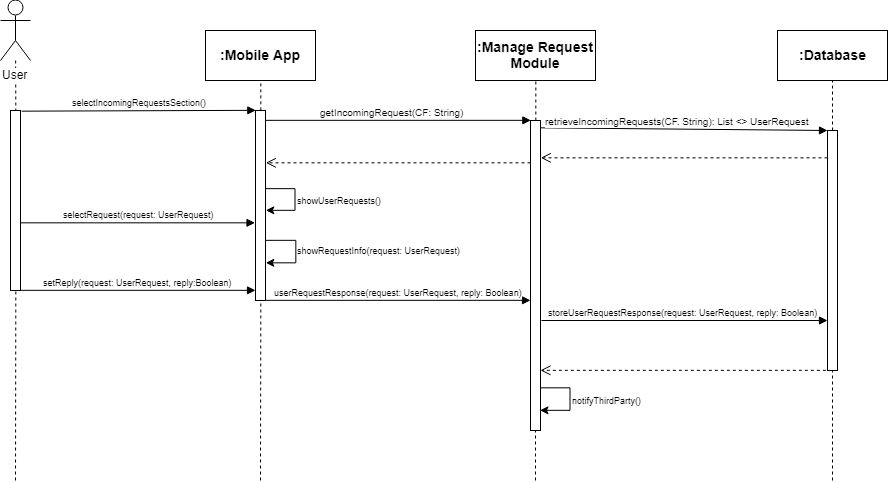 User
:Mobile App
:Manage Request
Module
:Database
selectIncomingRequestsSection()
getIncomingRequest(CF: String)
retrieveIncomingRequests(CF. String): List <> UserRequest
showUserRequests()
selectRequest(request: UserRequest)
showRequestInfo(request: UserRequest)
setReply(request: UserRequest, reply:Boolean)
userRequestResponse(request: UserRequest, reply: Boolean)
storeUserRequestResponse(request: UserRequest, reply: Boolean)
notifyThirdParty()